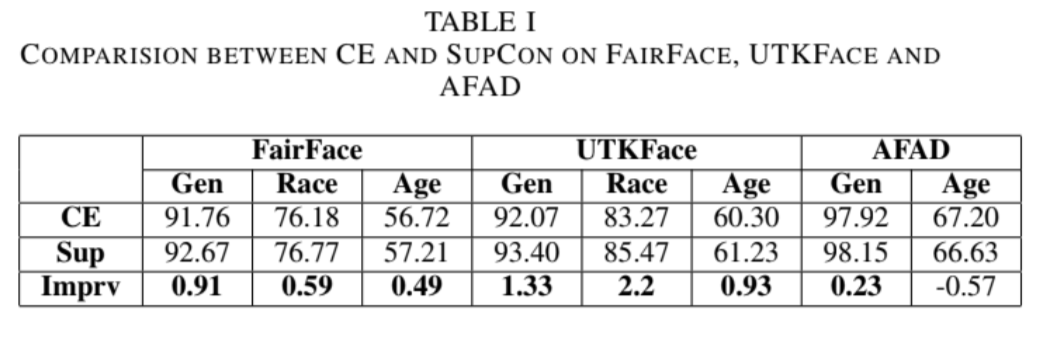 TABLE I
COMPARISION BETWEEN CE AND SUPCON ON FAIRFACE, UTKFACE AND
AFAD
FairFace UTKFace AFAD
Gen Race Age Gen Race Age Gen Age
CE 91.76 76.18 56.72 92.07 83.27 60.30 97.92 67.20
Sup 92.67 76.77 57.21 93.40 85.47 61.23 98.15 66.63
Imprv 0.91 0.59 0.49 1.33 2.2 0.93 0.23 -0.57